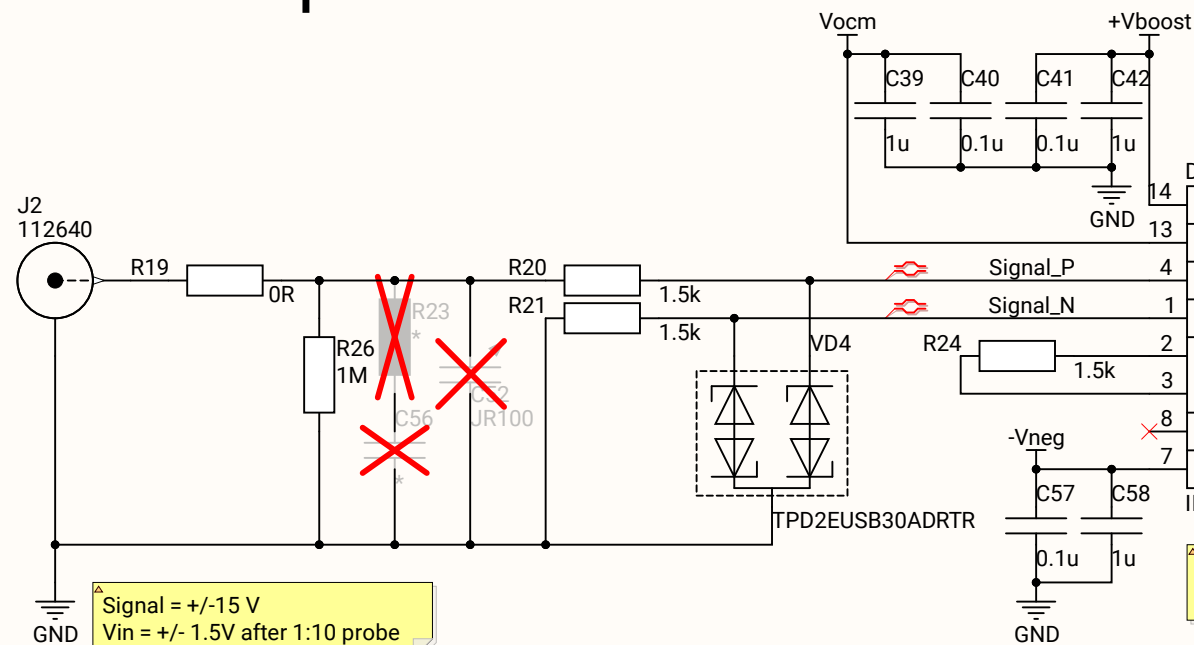 Vocm
+Vboost
C39
C40
C41
C42
1u
0.1u
0.1u
1u
GND
14
13
J2
112640
R19
0R
R20
1.5k
Signal_P
4
R21
1.5k
Signal_N
1
R23
*
R26
1M
C52
JR100
C56
*
VD4
TPD2EUSB30ADRTR
R24
1.5k
2
3
8
7
-Vneg
C57
C58
0.1u
1u
GND
GND
Signal = +/-15 V
Vin = +/- 1.5V after 1:10 probe